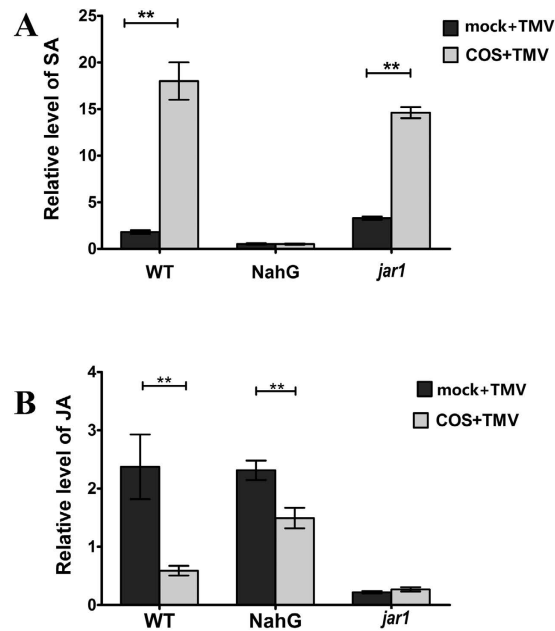 A
Relative level of SA
25
20
15
10
5
0
**
**
mock+TMV
COS+TMV
WT NahG jar1
B
Relative level of JA
4
3
2
1
0
**
**
mock+TMV
COS+TMV
WT NahG jar1